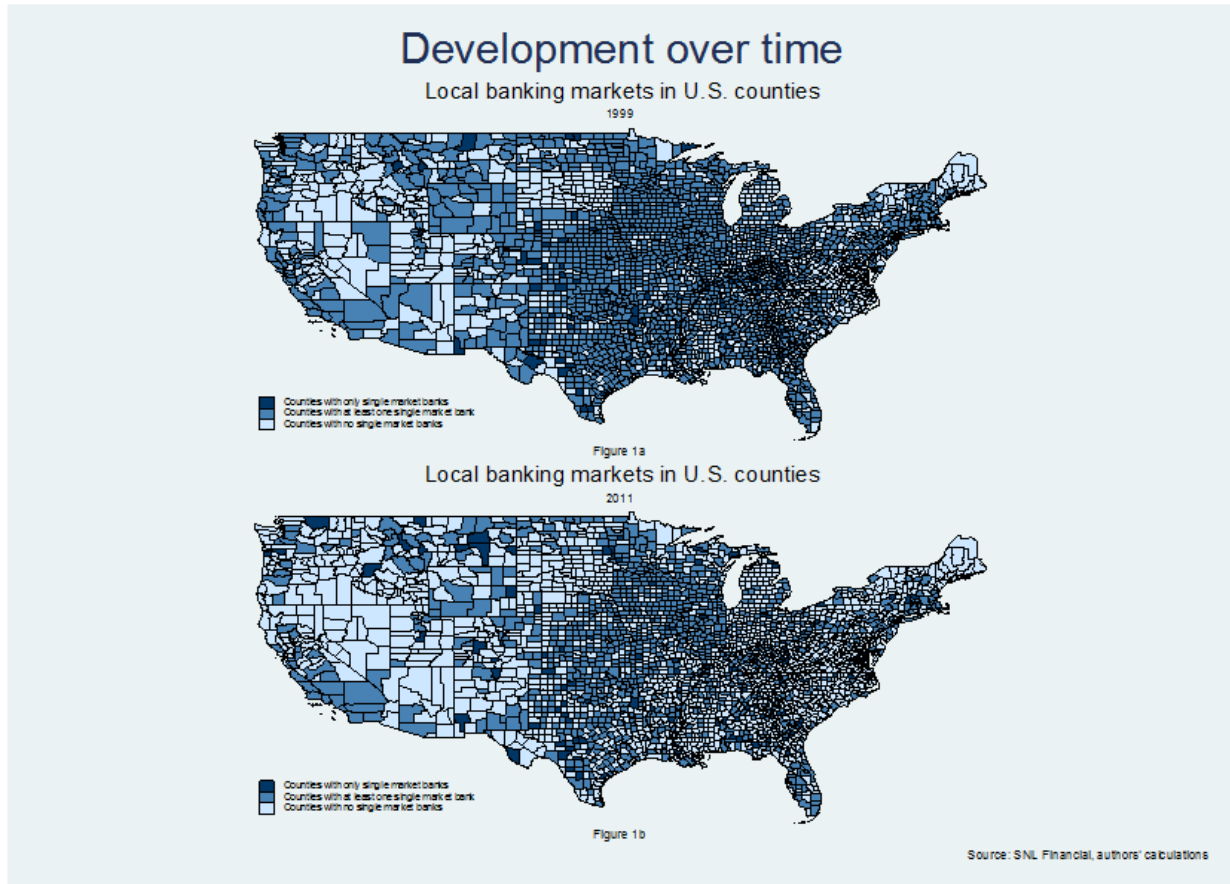 Development over time
Local banking markets in U.S. counties
1999
Counties with only single market banks
Counties with at least one single market bank
Counties with no single market banks
Figure 1a
Local banking markets in U.S. counties
2011
Counties with only single market banks
Counties with at least one single market bank
Counties with no single market banks
Figure 1b
Source: SNL Financial, authors' calculations